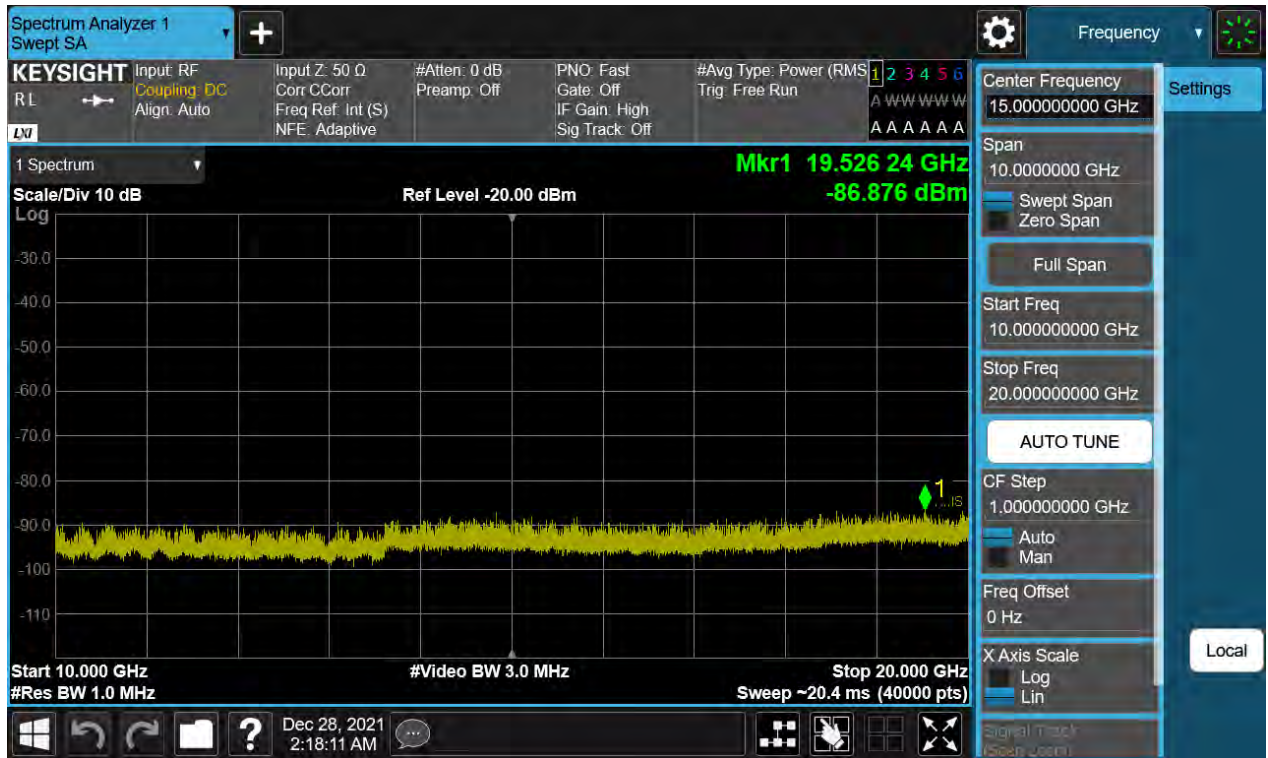 Spectrum Analyzer 1
Swept SA
Frequency
KEYSIGHT
RL
LXI
Input: RF
Coupling: DC
Align: Auto
Input Z: 50 Ω
Corr CCorr
Freq Ref: Int (S)
NFE: Adaptive
#Atten: 0 dB
Preamp: Off
PNO: Fast
Gate: Off
IF Gain: High
Sig Track: Off
#Avg Type: Power (RMS
Trig: Free Run
1 2 3 4 5 6
A W W W W W
A A A A A A
1 Spectrum
Scale/Div 10 dB
Ref Level -20.00 dBm
Mkr1 19.526 24 GHz
-86.876 dBm
Log
-30.0
-40.0
-50.0
-60.0
-70.0
-80.0
-90.0
-100
-110
1
Start 10.000 GHz
#Res BW 1.0 MHz
#Video BW 3.0 MHz
Stop 20.000 GHz
Sweep ~20.4 ms (40000 pts)
Dec 28, 2021
2:18:11 AM
Center Frequency
15.000000000 GHz
Span
10.0000000 GHz
Swept Span
Zero Span
Full Span
Start Freq
10.000000000 GHz
Stop Freq
20.000000000 GHz
AUTO TUNE
CF Step
1.000000000 GHz
Auto
Man
Freq Offset
0 Hz
X Axis Scale
Log
Lin
Signal Track
(Span Zoom)
Settings
Local